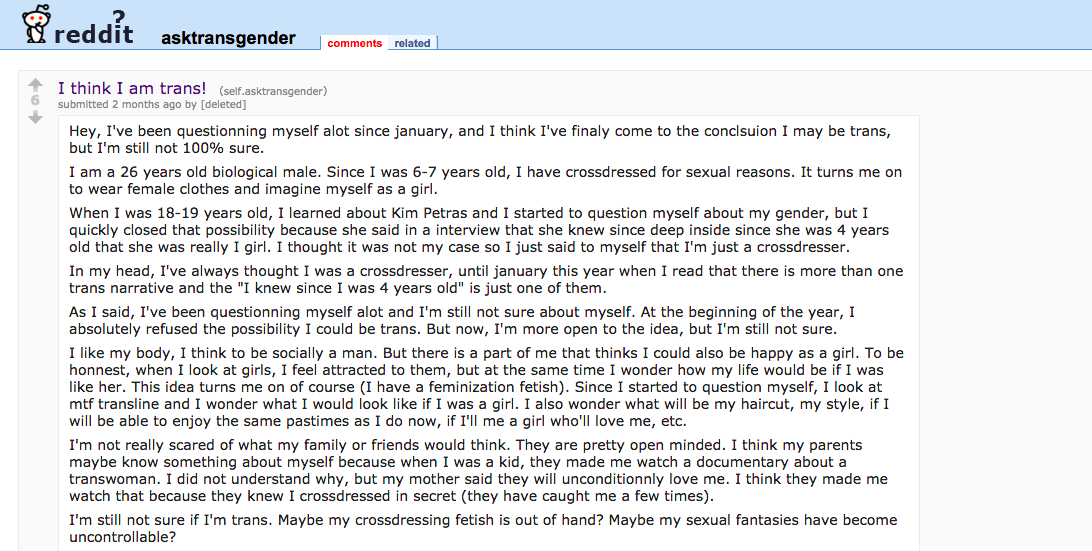 ?
reddit asktransgender comments related
I think I am trans! (self.asktransgender)
6
submitted 2 months ago by [deleted]
Hey, I've been questionning myself alot since january, and I think I've finaly come to the conclsuion I may be trans,
but I'm still not 100% sure.
I am a 26 years old biological male. Since I was 6-7 years old, I have crossdressed for sexual reasons. It turns me on
to wear female clothes and imagine myself as a girl.
When I was 18-19 years old, I learned about Kim Petras and I started to question myself about my gender, but I
quickly closed that possibility because she said in a interview that she knew since deep inside since she was 4 years
old that she was really I girl. I thought it was not my case so I just said to myself that I'm just a crossdresser.
In my head, I've always thought I was a crossdresser, until january this year when I read that there is more than one
trans narrative and the "I knew since I was 4 years old" is just one of them.
As I said, I've been questionning myself alot and I'm still not sure about myself. At the beginning of the year, I
absolutely refused the possibility I could be trans. But now, I'm more open to the idea, but I'm still not sure.
I like my body, I think to be socially a man. But there is a part of me that thinks I could also be happy as a girl. To be
honnest, when I look at girls, I feel attracted to them, but at the same time I wonder how my life would be if I was
like her. This idea turns me on of course (I have a feminization fetish). Since I started to question myself, I look at
mtf transline and I wonder what I would look like if I was a girl. I also wonder what will be my haircut, my style, if I
will be able to enjoy the same pastimes as I do now, if I'll me a girl who'll love me, etc.
I'm not really scared of what my family or friends would think. They are pretty open minded. I think my parents
maybe know something about myself because when I was a kid, they made me watch a documentary about a
transwoman. I did not understand why, but my mother said they will unconditionnly love me. I think they made me
watch that because they knew I crossdressed in secret (they have caught me a few times).
I'm still not sure if I'm trans. Maybe my crossdressing fetish is out of hand? Maybe my sexual fantasies have become
uncontrollable?